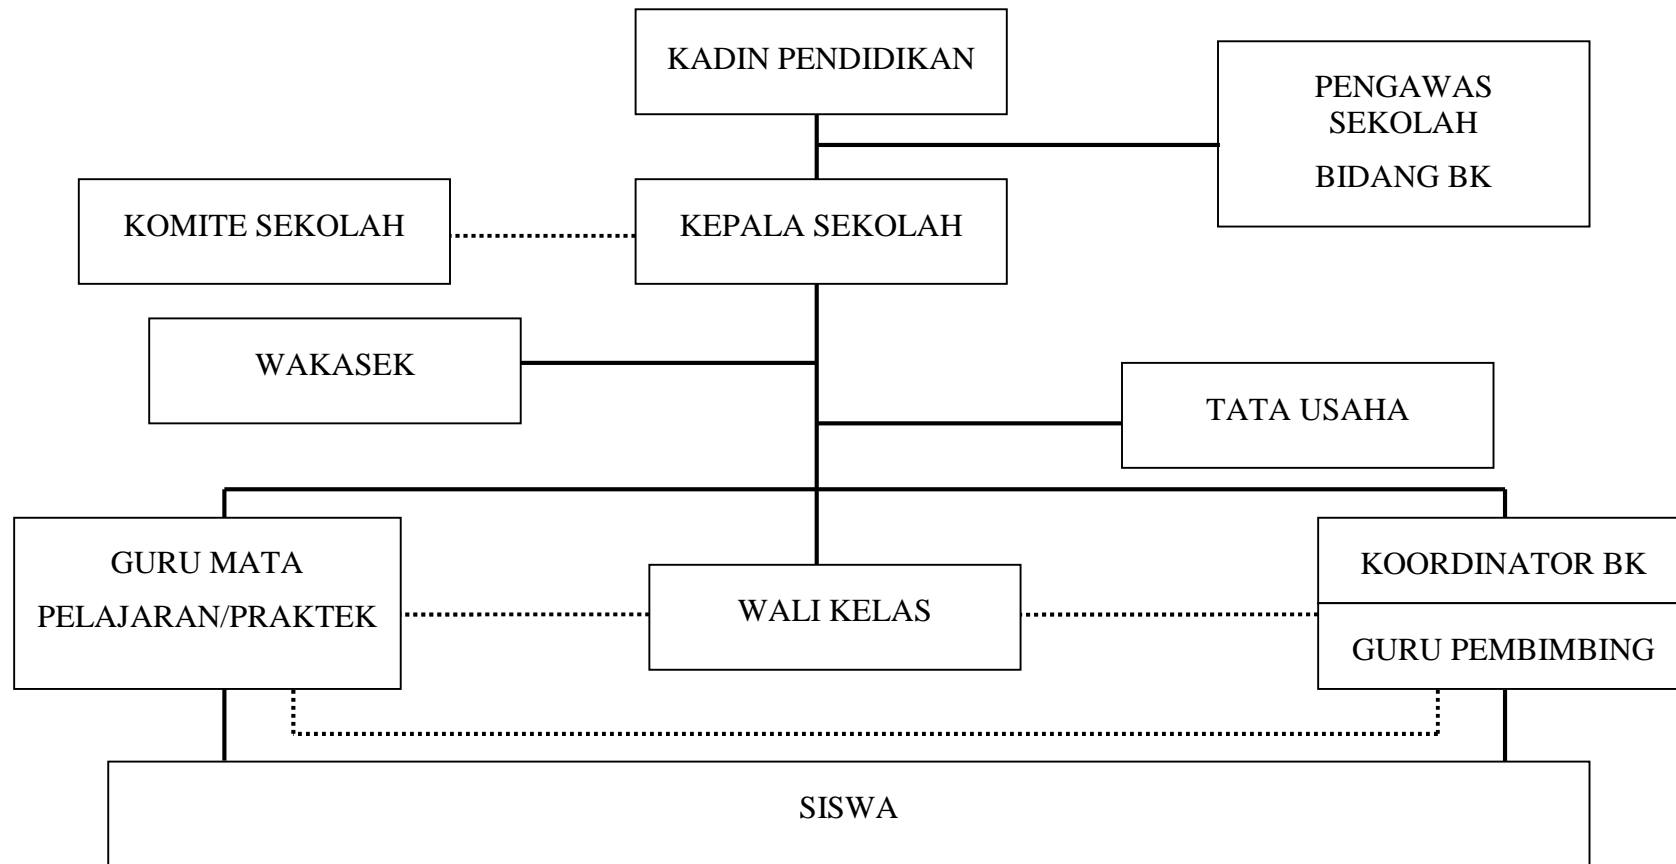 KADIN PENDIDIKAN
PENGAWAS
SEKOLAH
BIDANG BK
KOMITE SEKOLAH
KEPALA SEKOLAH
WAKASEK
TATA USAHA
GURU MATA
PELAJARAN/PRAKTEK
WALI KELAS
KOORDINATOR BK
GURU PEMBIMBING
SISWA